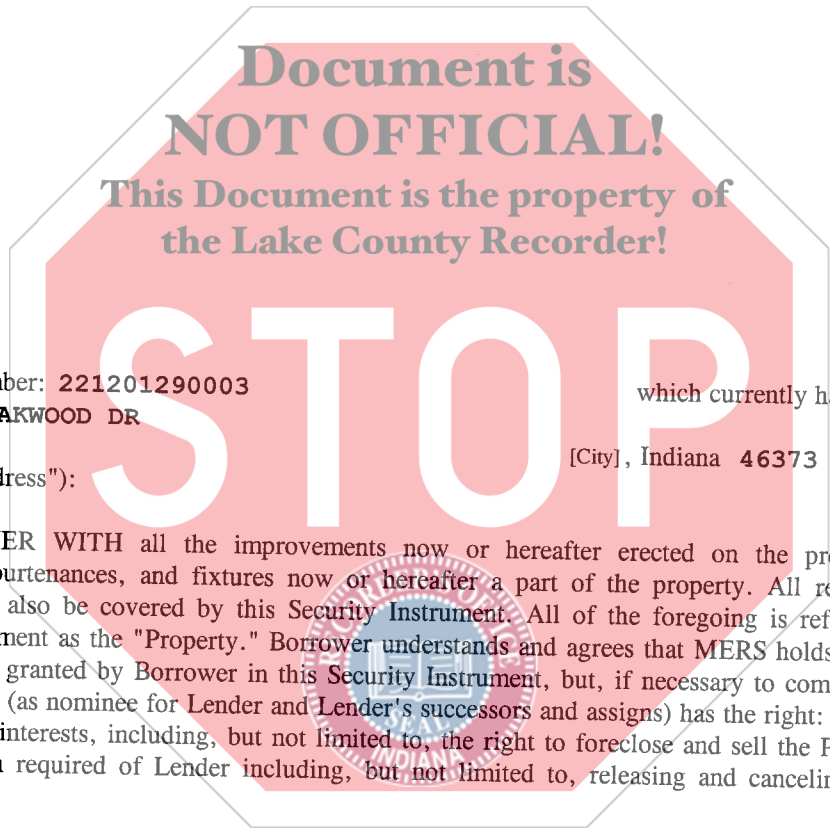 Document is
NOT OFFICIAL!
This Document is the property of
the Lake County Recorder!
STOP
ber: 221201290003 which currently ha
AKWOOD DR
[City], Indiana 46373
dress"):
ER WITH all the improvements now or hereafter erected on the pr
urtenances, and fixtures now or hereafter a part of the property. All re
also be covered by this Security Instrument. All of the foregoing is ref
ment as the "Property." Borrower understands and agrees that MERS holds
granted by Borrower in this Security Instrument, but, if necessary to com
(as nominee for Lender and Lender's successors and assigns) has the right:
interests, including, but not limited to, the right to foreclose and sell the P
required of Lender including, but not limited to, releasing and cancelin
RECORDER'S OFFICE
SEAL
INDIANA